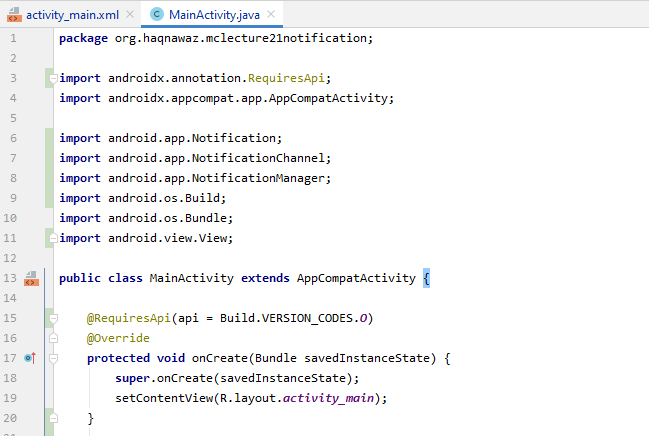 activity_main.xml MainActivity.java
1 package org.haqnawaz.mclecture21notification;
2
3 import androidx.annotation.RequiresApi;
4 import androidx.appcompat.app.AppCompatActivity;
5
6 import android.app.Notification;
7 import android.app.NotificationChannel;
8 import android.app.NotificationManager;
9 import android.os.Build;
10 import android.os.Bundle;
11 import android.view.View;
12
13 public class MainActivity extends AppCompatActivity {
14
15 @RequiresApi(api = Build.VERSION_CODES.O)
16 @Override
17 protected void onCreate(Bundle savedInstanceState) {
18 super.onCreate(savedInstanceState);
19 setContentView(R.layout.activity_main);
20 }